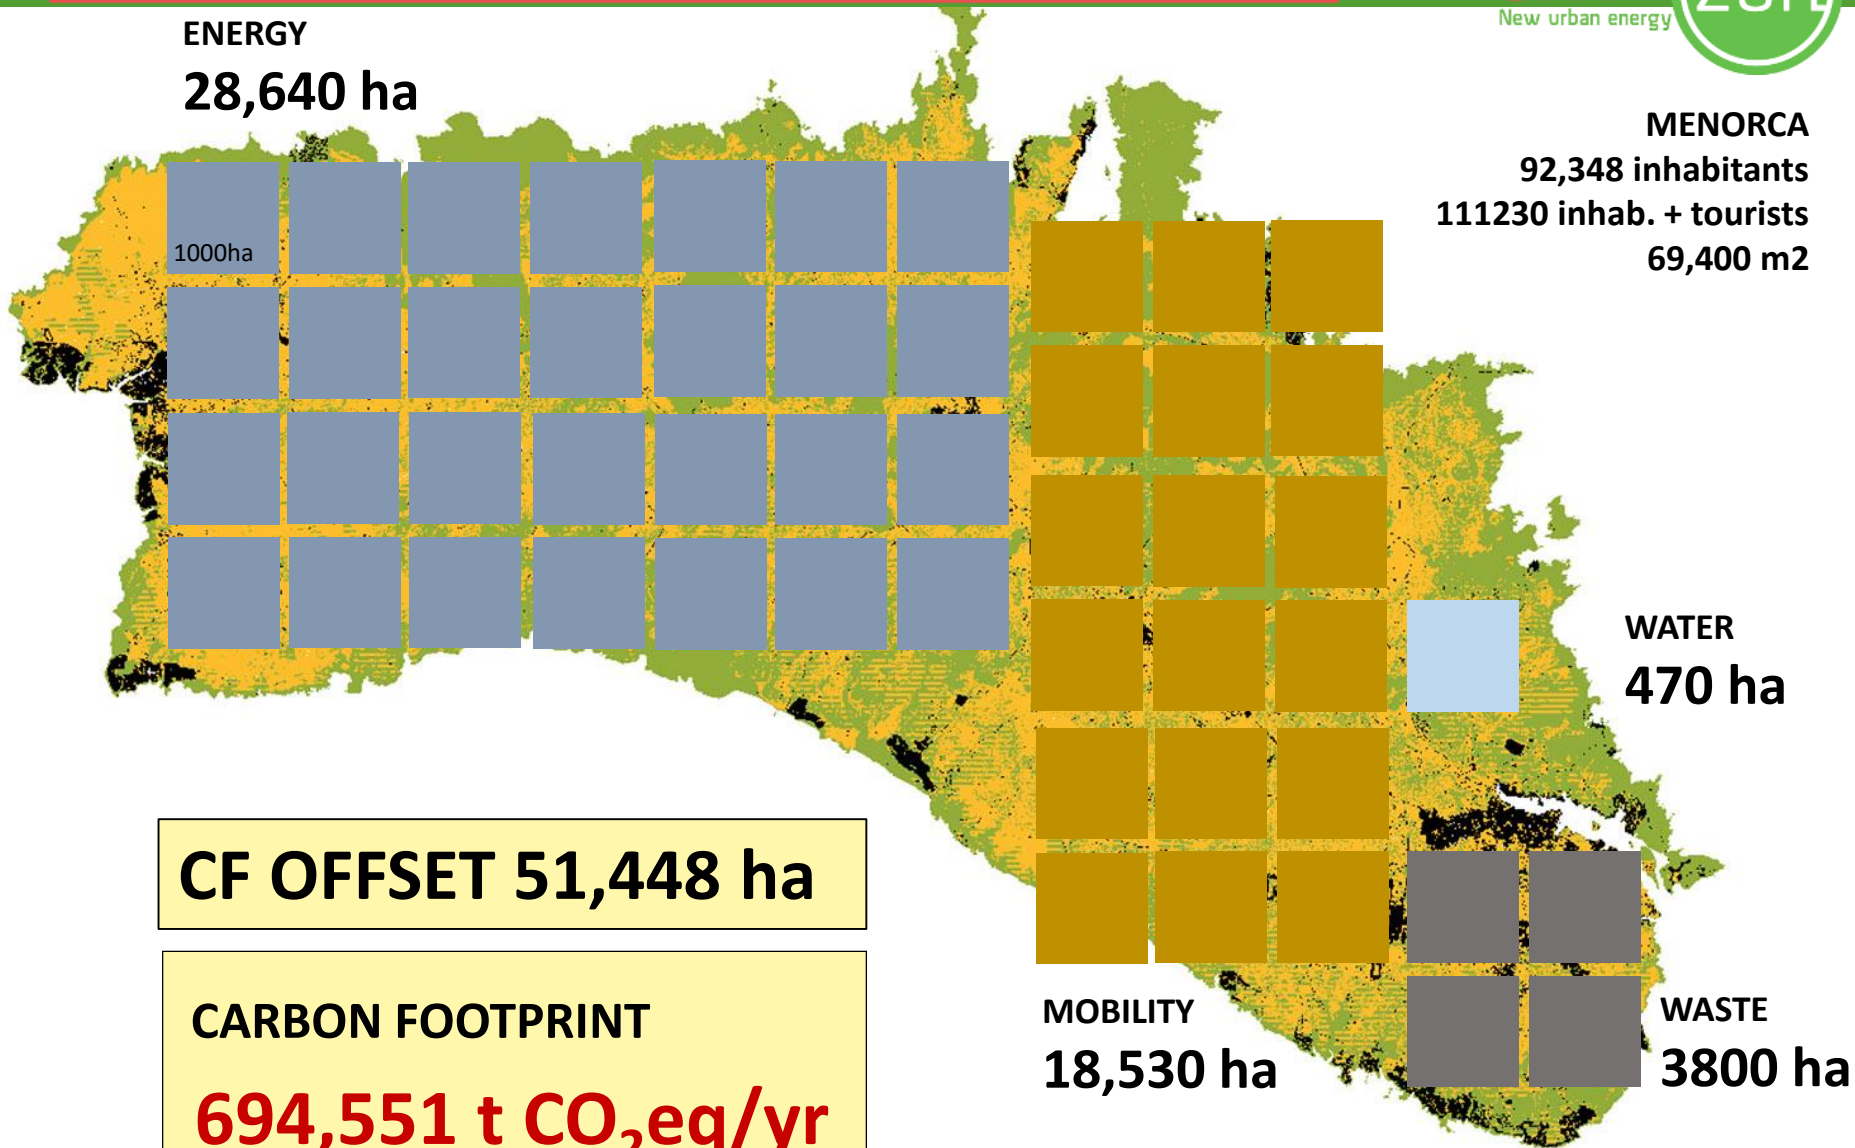 New urban energy
ENERGY
28,640 ha
MENORCA
92,348 inhabitants
111230 inhab. + tourists
69,400 m2
1000ha
WATER
470 ha
CF OFFSET 51,448 ha
CARBON FOOTPRINT
694,551 t CO₂eq/yr
MOBILITY
18,530 ha
WASTE
3800 ha